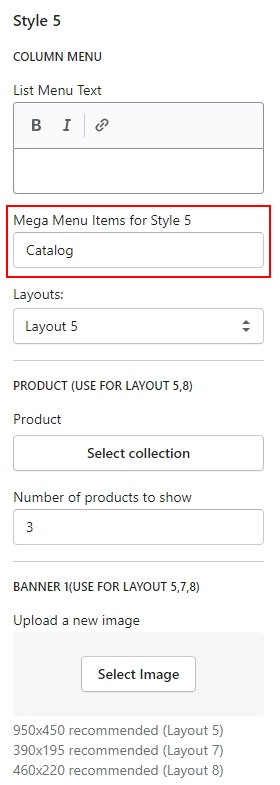 Style 5
COLUMN MENU
List Menu Text
B I
Mega Menu Items for Style 5
Catalog
Layouts:
Layout 5
PRODUCT (USE FOR LAYOUT 5,8)
Product
Select collection
Number of products to show
3
BANNER 1(USE FOR LAYOUT 5,7,8)
Upload a new image
Select Image
950x450 recommended (Layout 5)
390x195 recommended (Layout 7)
460x220 recommended (Layout 8)